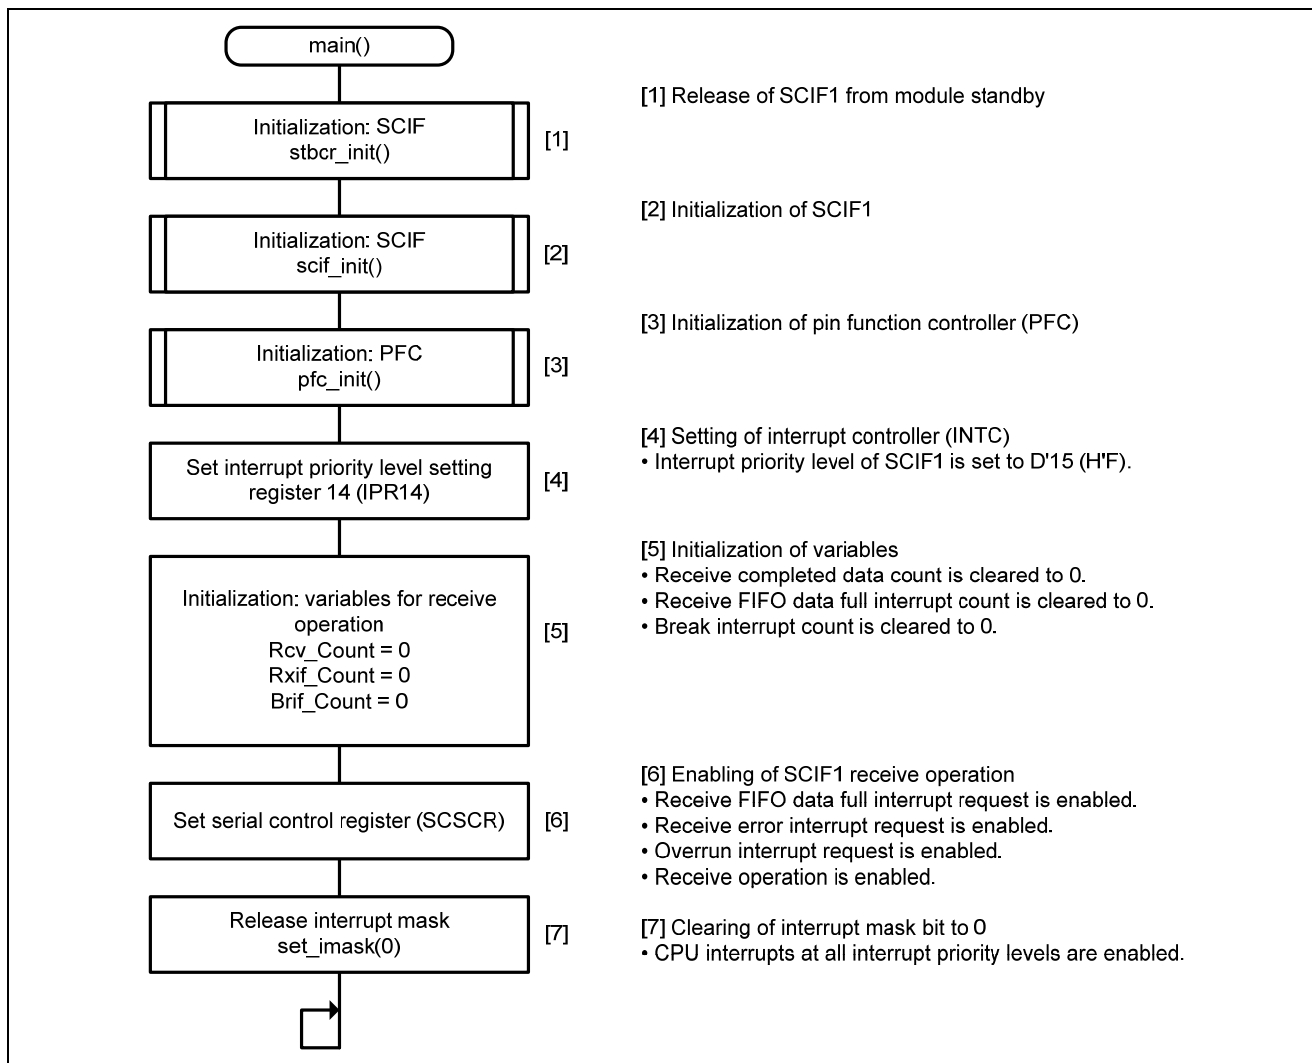 main()
[1] Release of SCIF1 from module standby
Initialization: SCIF
stbcr_init()
[1]
[2] Initialization of SCIF1
Initialization: SCIF
scif_init()
[2]
[3] Initialization of pin function controller (PFC)
Initialization: PFC
pfc_init()
[3]
[4] Setting of interrupt controller (INTC)
• Interrupt priority level of SCIF1 is set to D'15 (H'F).
Set interrupt priority level setting
register 14 (IPR14)
[4]
[5] Initialization of variables
• Receive completed data count is cleared to 0.
• Receive FIFO data full interrupt count is cleared to 0.
• Break interrupt count is cleared to 0.
Initialization: variables for receive
operation
Rcv_Count = 0
Rxif_Count = 0
Brif_Count = 0
[5]
[6] Enabling of SCIF1 receive operation
• Receive FIFO data full interrupt request is enabled.
• Receive error interrupt request is enabled.
• Overrun interrupt request is enabled.
• Receive operation is enabled.
Set serial control register (SCSCR)
[6]
[7] Clearing of interrupt mask bit to 0
• CPU interrupts at all interrupt priority levels are enabled.
Release interrupt mask
set_imask(0)
[7]